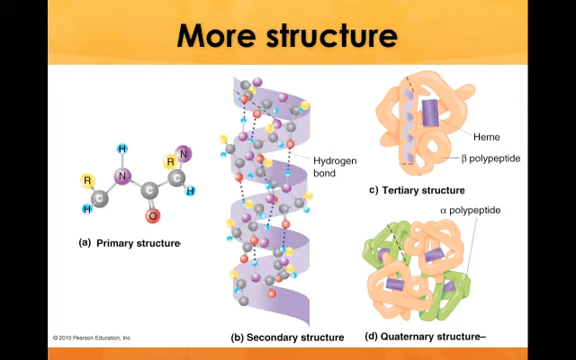 More structure
H
N
R
N
R
C
C
C
H
H
O
(a) Primary structure
Hydrogen
bond
(b) Secondary structure
Heme
β polypeptide
c) Tertiary structure
α polypeptide
(d) Quaternary structure–
© 2010 Pearson Education, Inc.